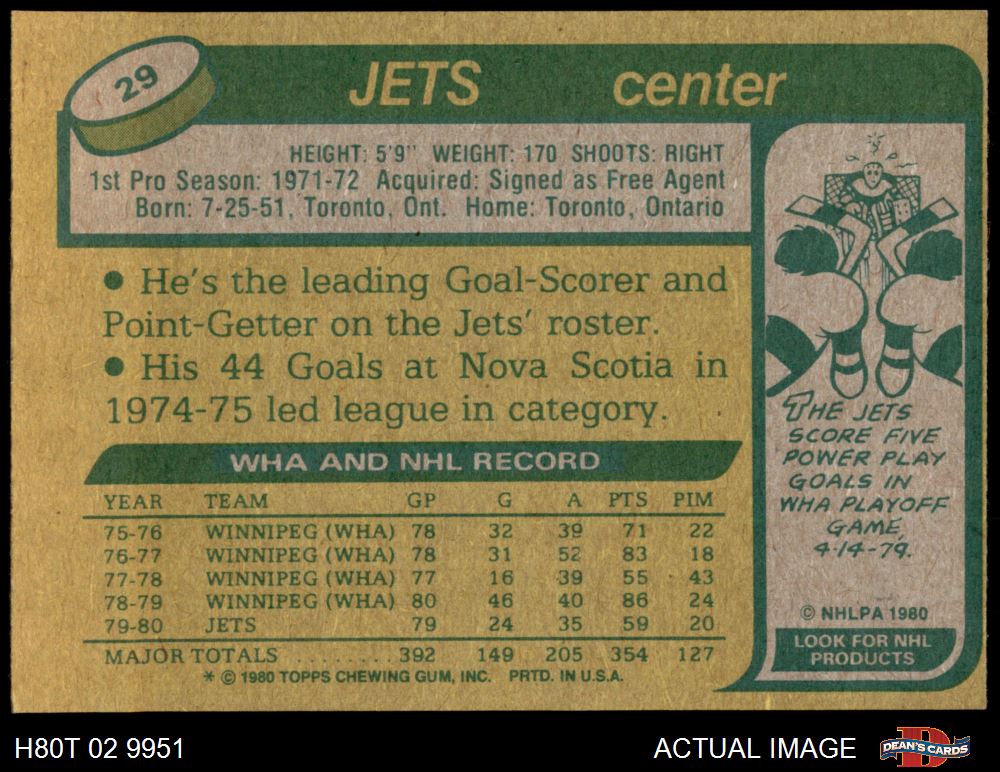 29
JETS center
HEIGHT: 5'9" WEIGHT: 170 SHOOTS: RIGHT
1st Pro Season: 1971-72 Acquired: Signed as Free Agent
Born: 7-25-51, Toronto, Ont. Home: Toronto, Ontario
• He's the leading Goal-Scorer and
Point-Getter on the Jets' roster.
• His 44 Goals at Nova Scotia in
1974-75 led league in category.
WHA AND NHL RECORD
YEAR TEAM GP G A PTS PIM
75-76 WINNIPEG (WHA) 78 32 39 71 22
76-77 WINNIPEG (WHA) 78 31 52 83 18
77-78 WINNIPEG (WHA) 77 16 39 55 43
78-79 WINNIPEG (WHA) 80 46 40 86 24
79-80 JETS 79 24 35 59 20
MAJOR TOTALS ........ 392 149 205 354 127
* © 1980 TOPPS CHEWING GUM, INC. PRTD. IN U.S.A.
THE JETS
SCORE FIVE
POWER PLAY
GOALS IN
WHA PLAYOFF
GAME,
4-14-79.
© NHLPA 1980
LOOK FOR NHL
PRODUCTS
H80T 02 9951
ACTUAL IMAGE
D
DEAN'S CARDS